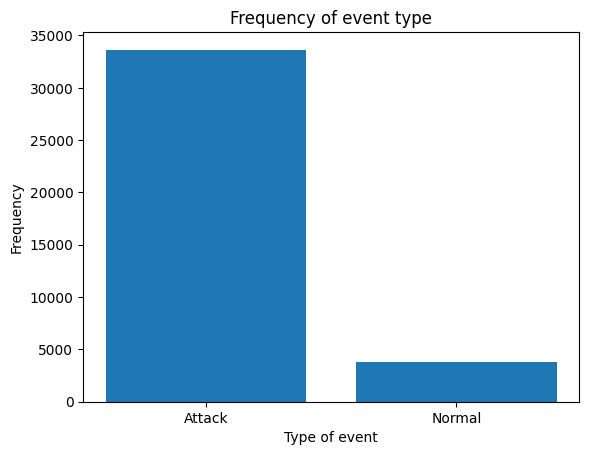 Frequency of event type
35000
30000
25000
20000
15000
10000
5000
0
Frequency
Attack
Normal
Type of event